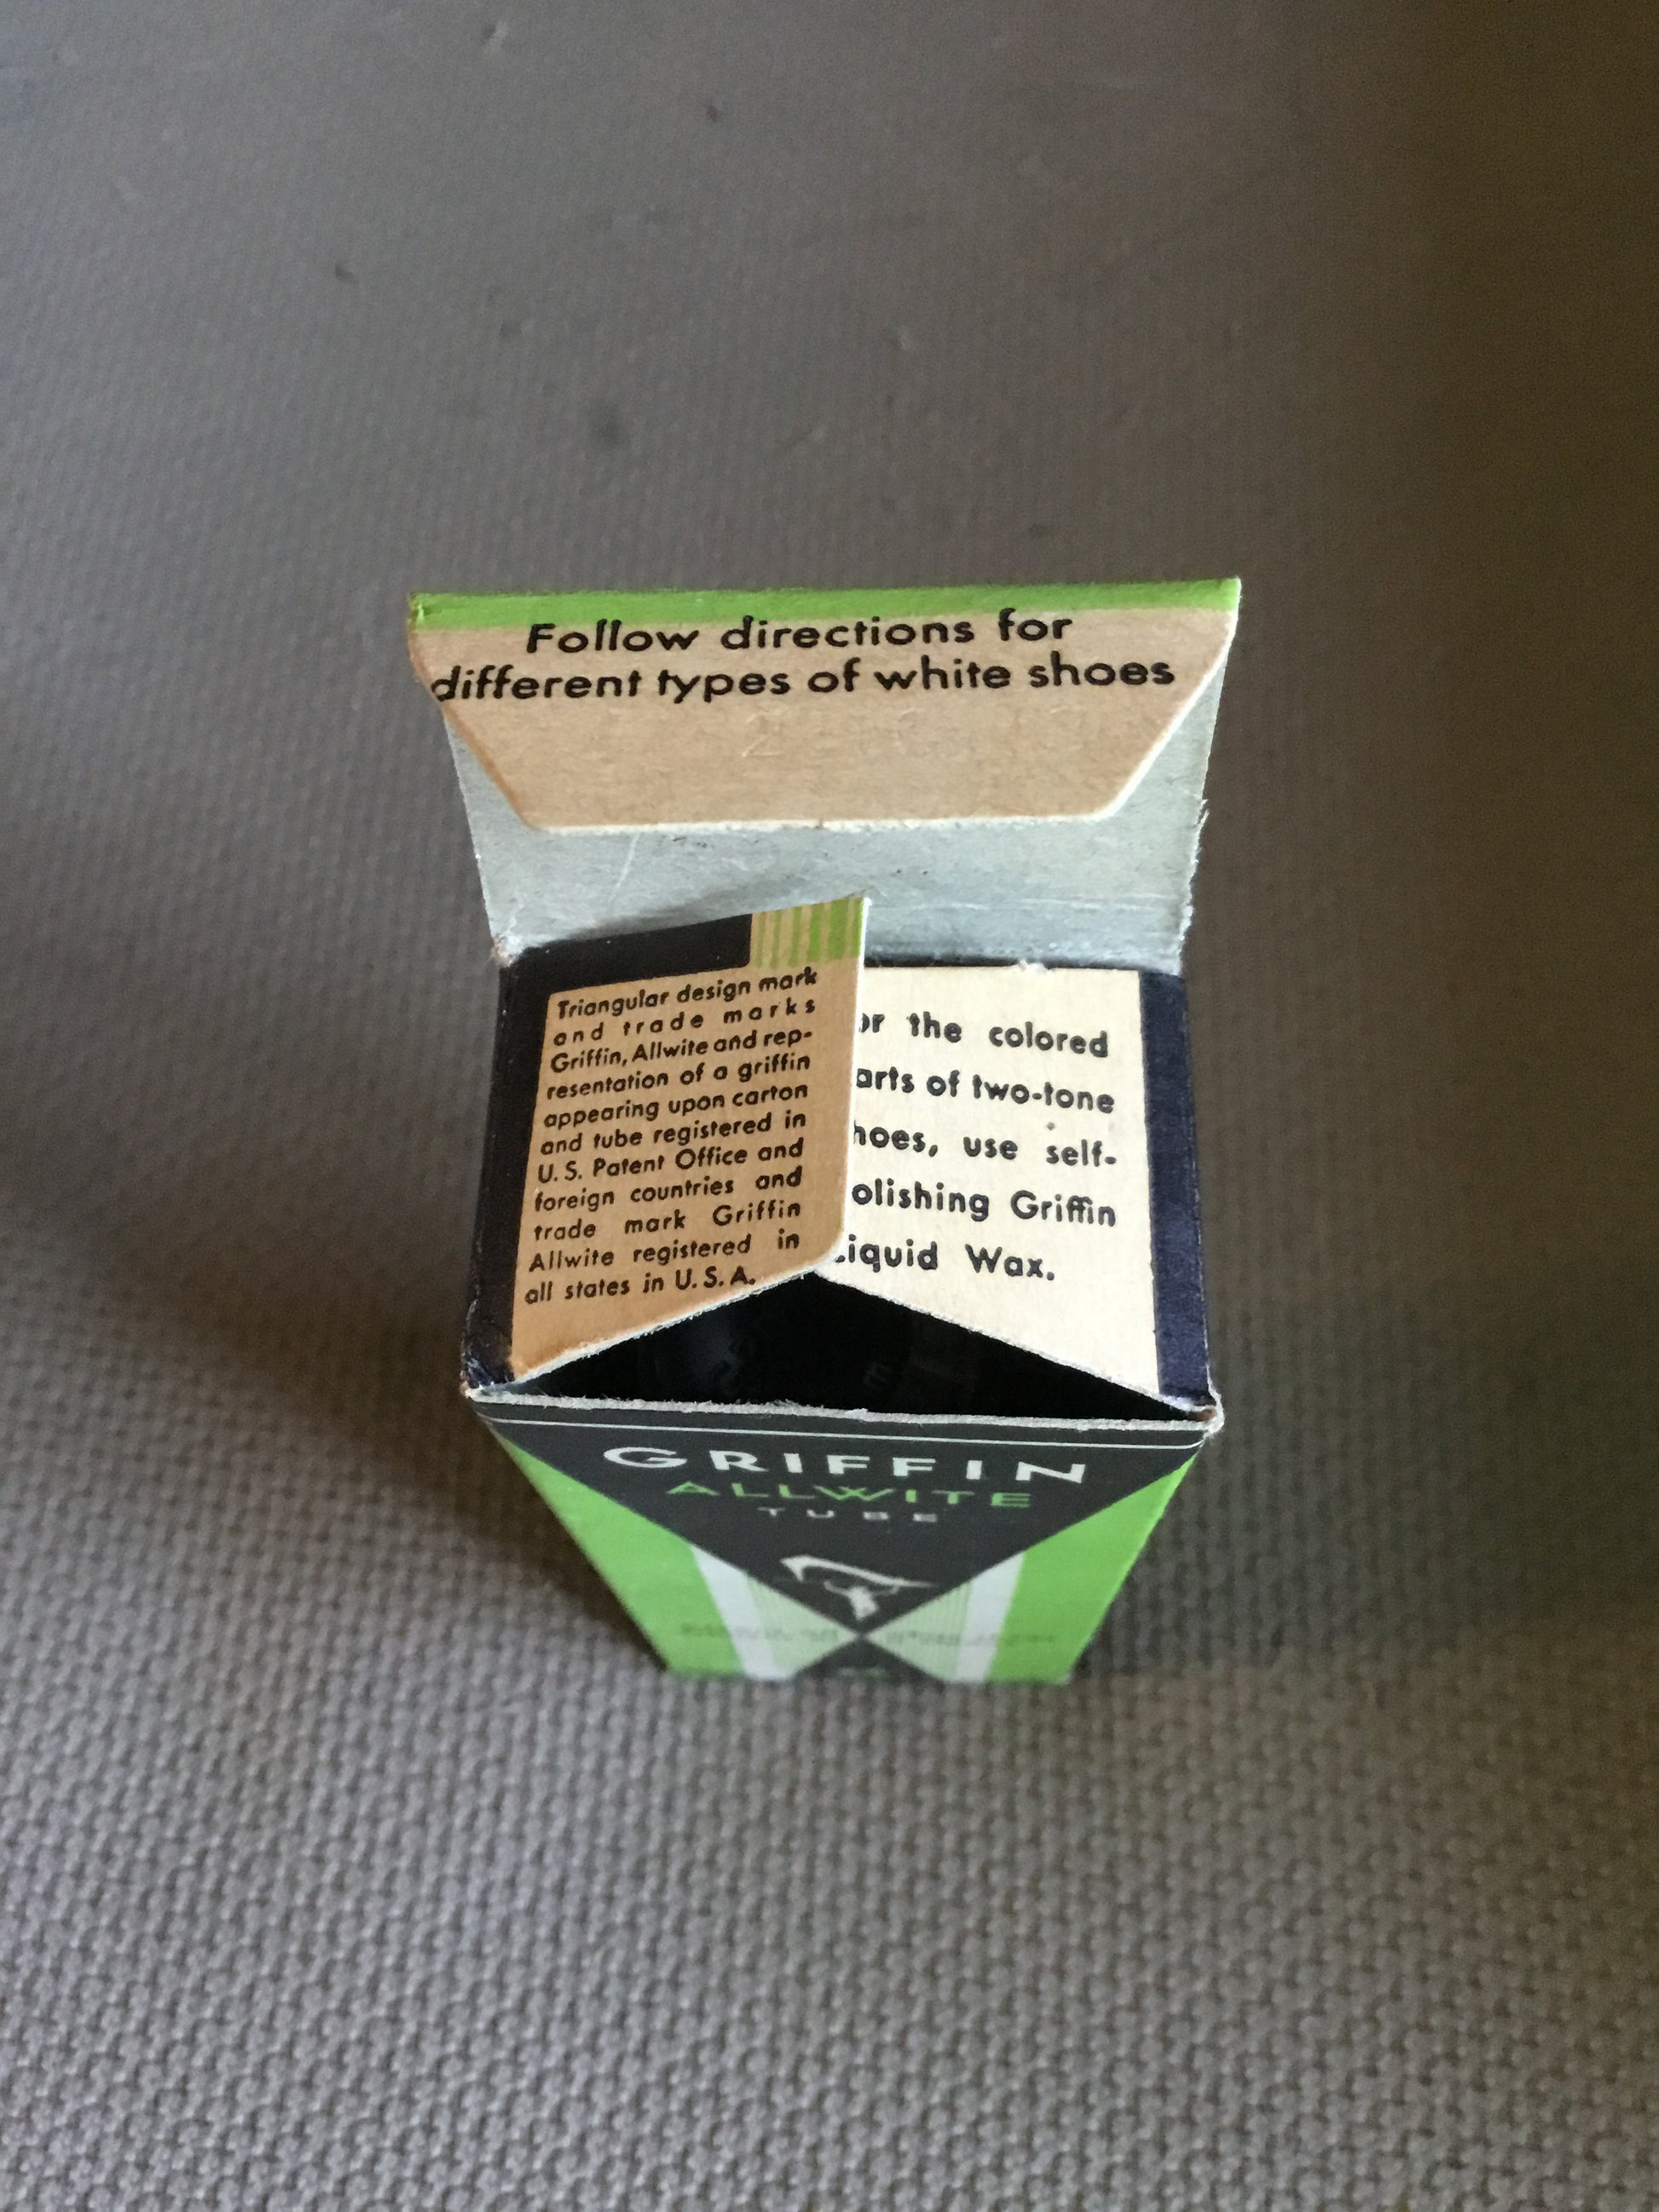 Follow directions for
different types of white shoes
Triangular design mark
and trade marks
Griffin, Allwite and rep-
resentation of a griffin
appearing upon carton
and tube registered in
U. S. Patent Office and
foreign countries and
trade mark Griffin
Allwite registered in
all states in U. S. A.
or the colored
arts of two-tone
hoes, use self-
olishing Griffin
iquid Wax.
GRIFFIN
ALLWITE
TUBE